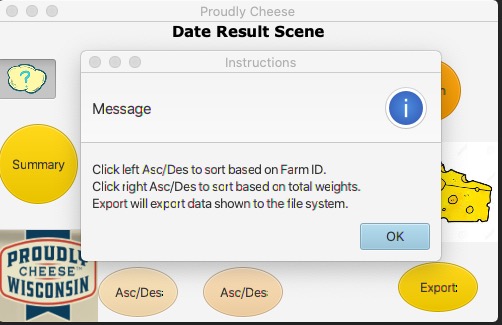 Proudly Cheese
Date Result Scene
Instructions
Message
?
i
n
Summary
Click left Asc/Des to sort based on Farm ID.
Click right Asc/Des to sort based on total weights.
Export will export data shown to the file system.
OK
PROUDLY
CHEESE
WISCONSIN
Asc/Des:
Asc/Des:
Export: